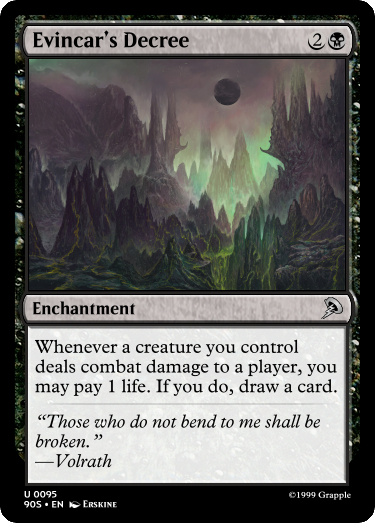 Evincar's Decree 2
Enchantment
Whenever a creature you control
deals combat damage to a player, you
may pay 1 life. If you do, draw a card.
“Those who do not bend to me shall be
broken.”
—Volrath
U 0095
90S • EN Erskine
©1999 Grapple